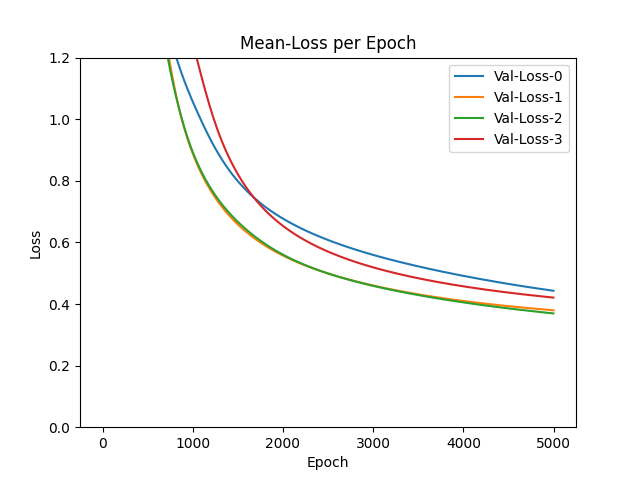 Mean-Loss per Epoch
1.2
1.0
0.8
0.6
0.4
0.2
0.0
Loss
Val-Loss-0
Val-Loss-1
Val-Loss-2
Val-Loss-3
0 1000 2000 3000 4000 5000
Epoch